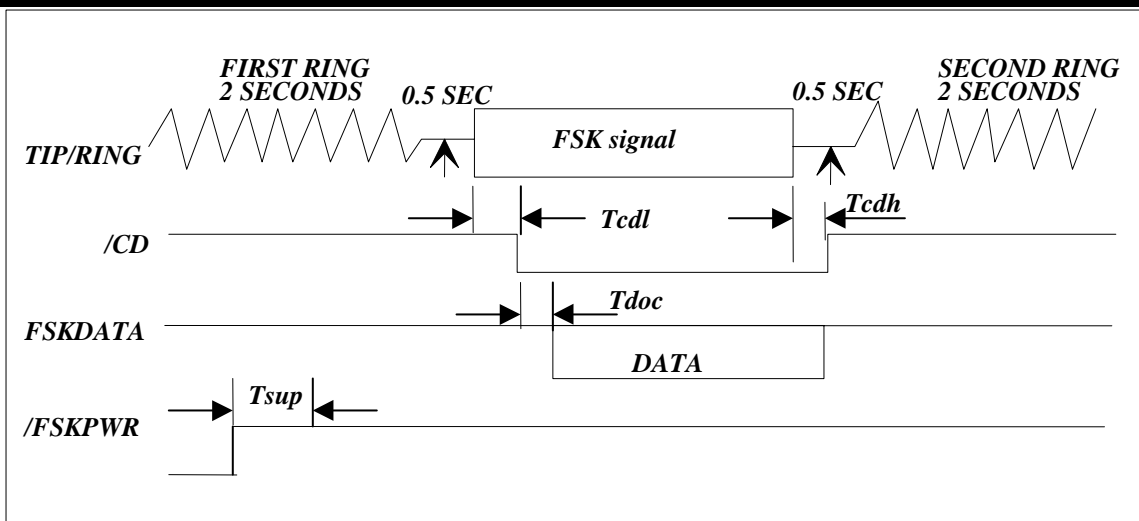 FIRST RING
2 SECONDS
0.5 SEC
0.5 SEC
SECOND RING
2 SECONDS
TIP/RING
FSK signal
Tcdl
Tcdh
/CD
Tdoc
FSKDATA
DATA
Tsup
/FSKPWR